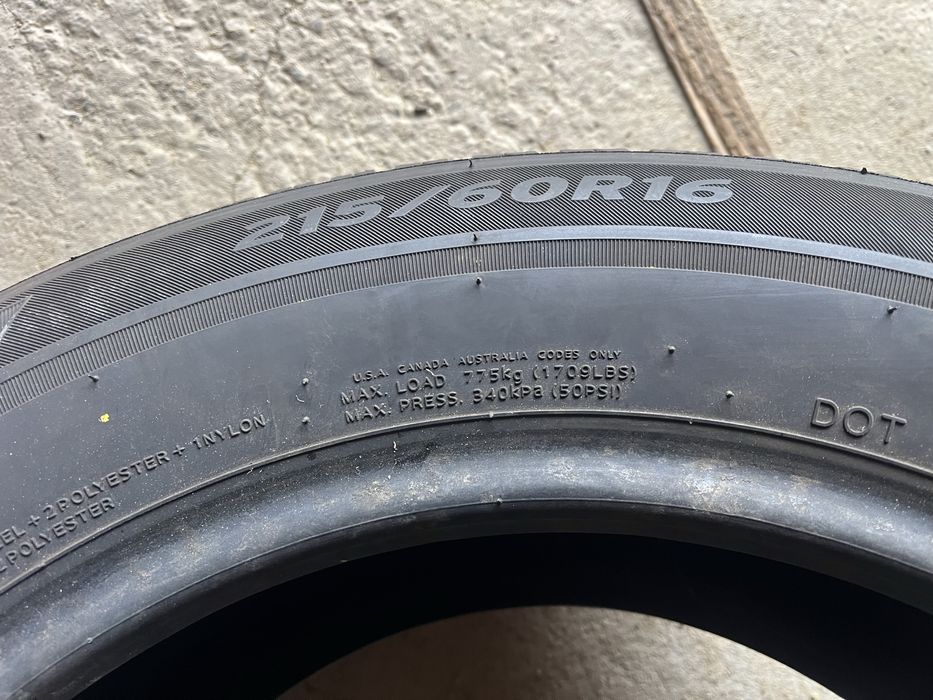 215/60R16
U.S.A. CANADA AUSTRALIA CODES ONLY
MAX. LOAD 775kg (1709LBS)
MAX. PRESS. 340kPa (50PSI)
DOT
EL + 2 POLYESTER + 1 NYLON
POLYESTER